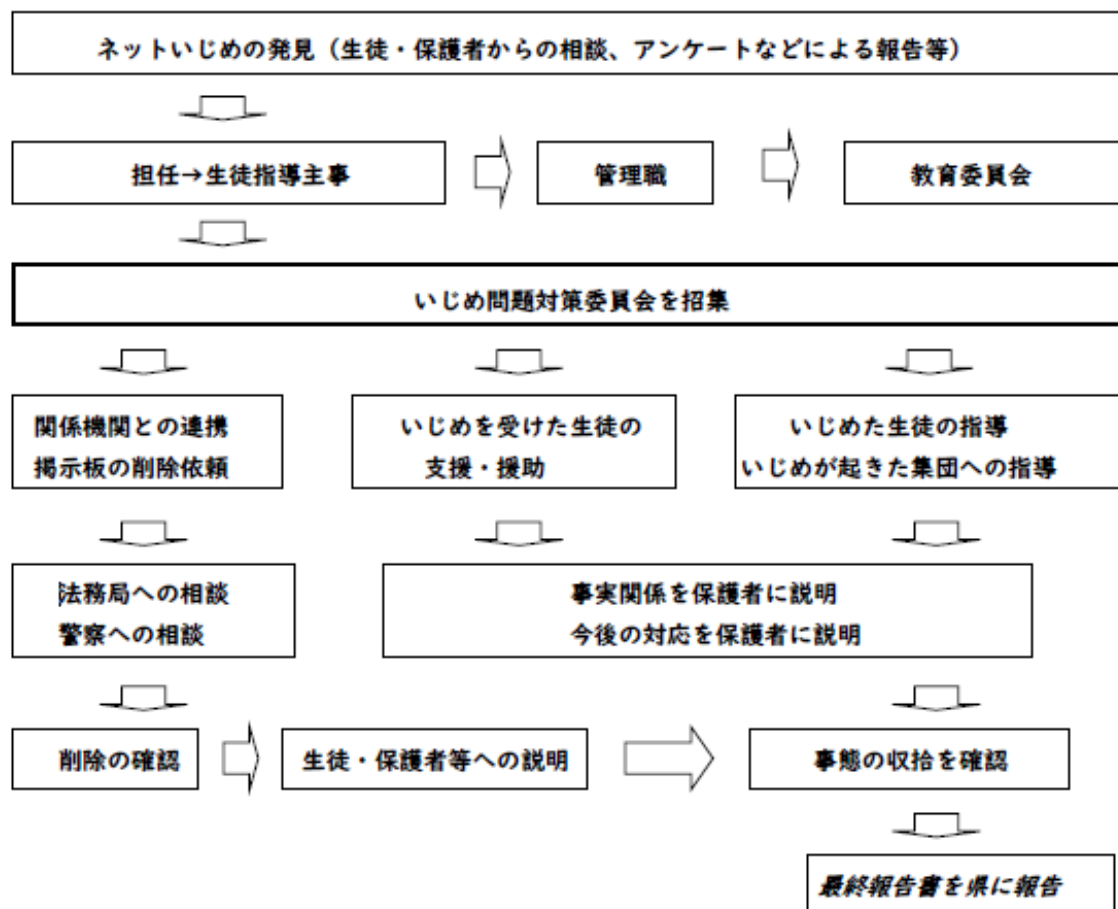 ネットいじめの発見（生徒・保護者からの相談、アンケートなどによる報告等）
担任→生徒指導主事
管理職
教育委員会
いじめ問題対策委員会を招集
関係機関との連携
掲示板の削除依頼
いじめを受けた生徒の
支援・援助
いじめた生徒の指導
いじめが起きた集団への指導
法務局への相談
警察への相談
事実関係を保護者に説明
今後の対応を保護者に説明
削除の確認
生徒・保護者等への説明
事態の収拾を確認
最終報告書を県に報告